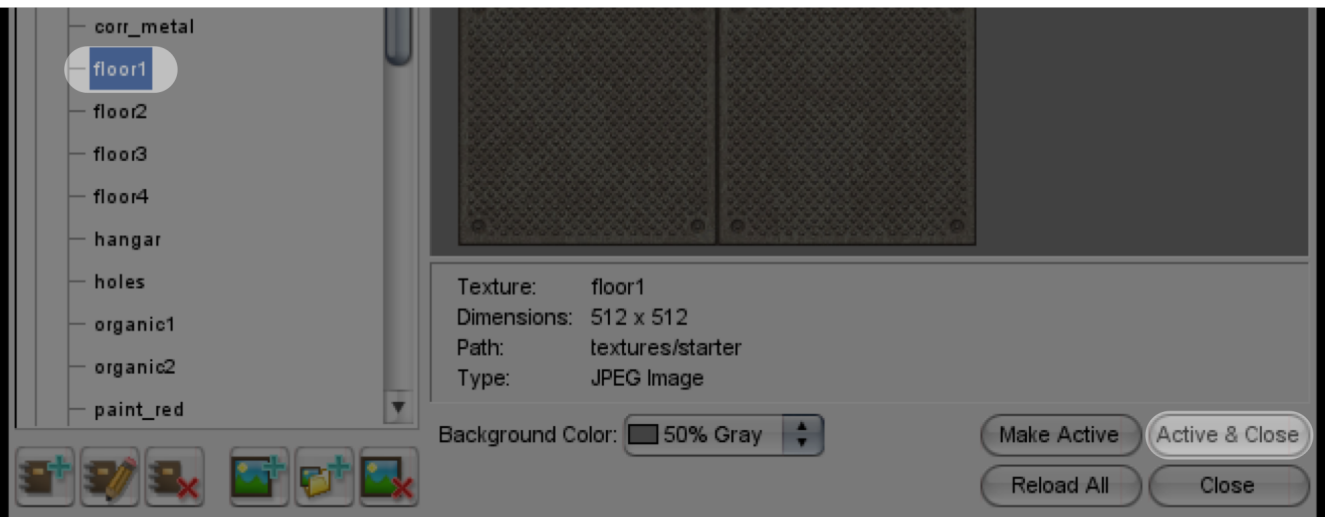 corr_metal
floor1
floor2
floor3
floor4
hangar
holes
organic1
organic2
paint_red
Texture: floor1
Dimensions: 512 x 512
Path: textures/starter
Type: JPEG Image
Background Color: 50% Gray
Make Active
Active & Close
Reload All
Close